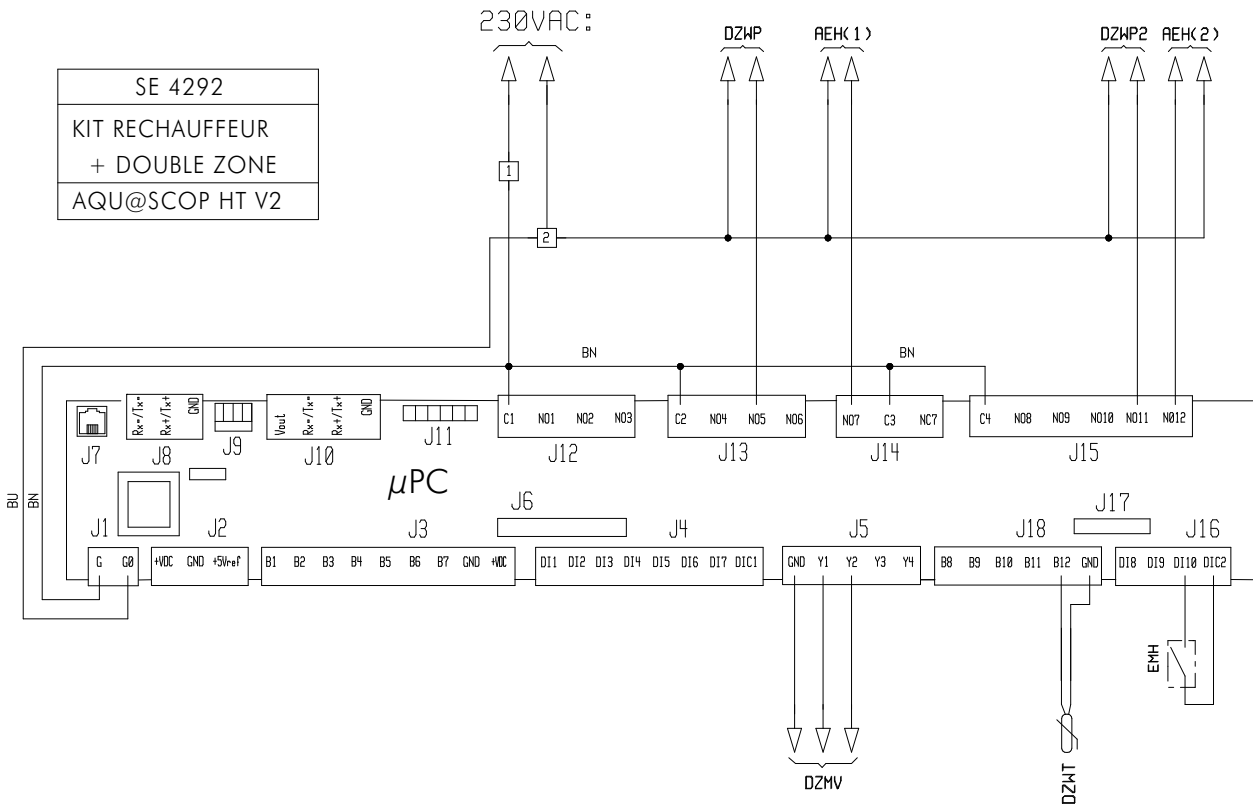 230VAC:
DZWP
AEH(1)
DZWP2
AEH(2)
SE 4292
KIT RECHAUFFEUR
+ DOUBLE ZONE
AQU@SCOP HT V2
1
2
BN
BN
Rx-/Tx-
Rx+/Tx+
GND
Vout
Rx-/Tx-
Rx+/Tx+
GND
C1 NO1 NO2 NO3
C2 NO4 NO5 NO6
NO7 C3 NC7
C4 NO8 NO9 NO10 NO11 NO12
J7 J8 J9 J10 J11 J12 J13 J14 J15
BU
BN
µPC
J1 J2 J3 J6 J4 J5 J18 J17 J16
G G0
+VDC GND +5Vref
B1 B2 B3 B4 B5 B6 B7 GND +VDC
DI1 DI2 DI3 DI4 DI5 DI6 DI7 DIC1
GND Y1 Y2 Y3 Y4
B8 B9 B10 B11 B12 GND
DI8 DI9 DI10 DIC2
EMH
DZMV
DZWT